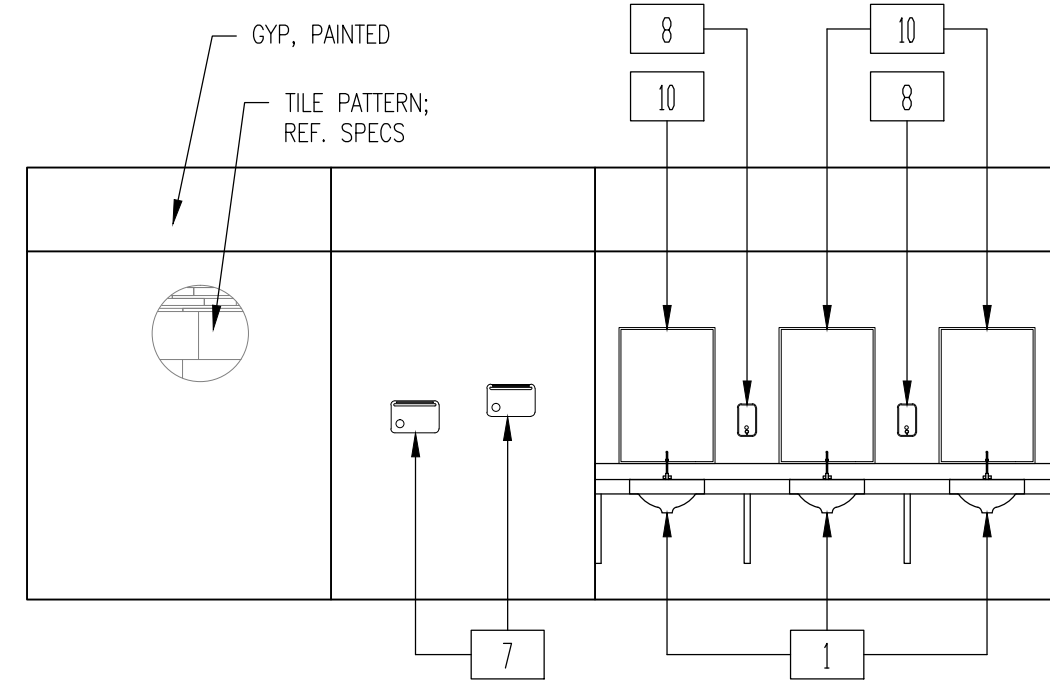 GYP, PAINTED
TILE PATTERN;
REF. SPECS
8
10
10
8
7
1